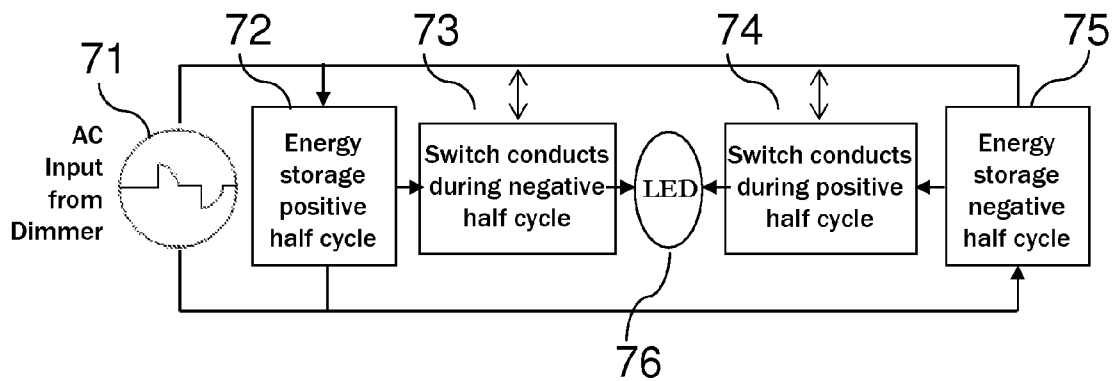 71
72
73
74
75
AC
Input
from
Dimmer
Energy
storage
positive
half cycle
Switch conducts
during negative
half cycle
LED
Switch conducts
during positive
half cycle
Energy
storage
negative
half cycle
76